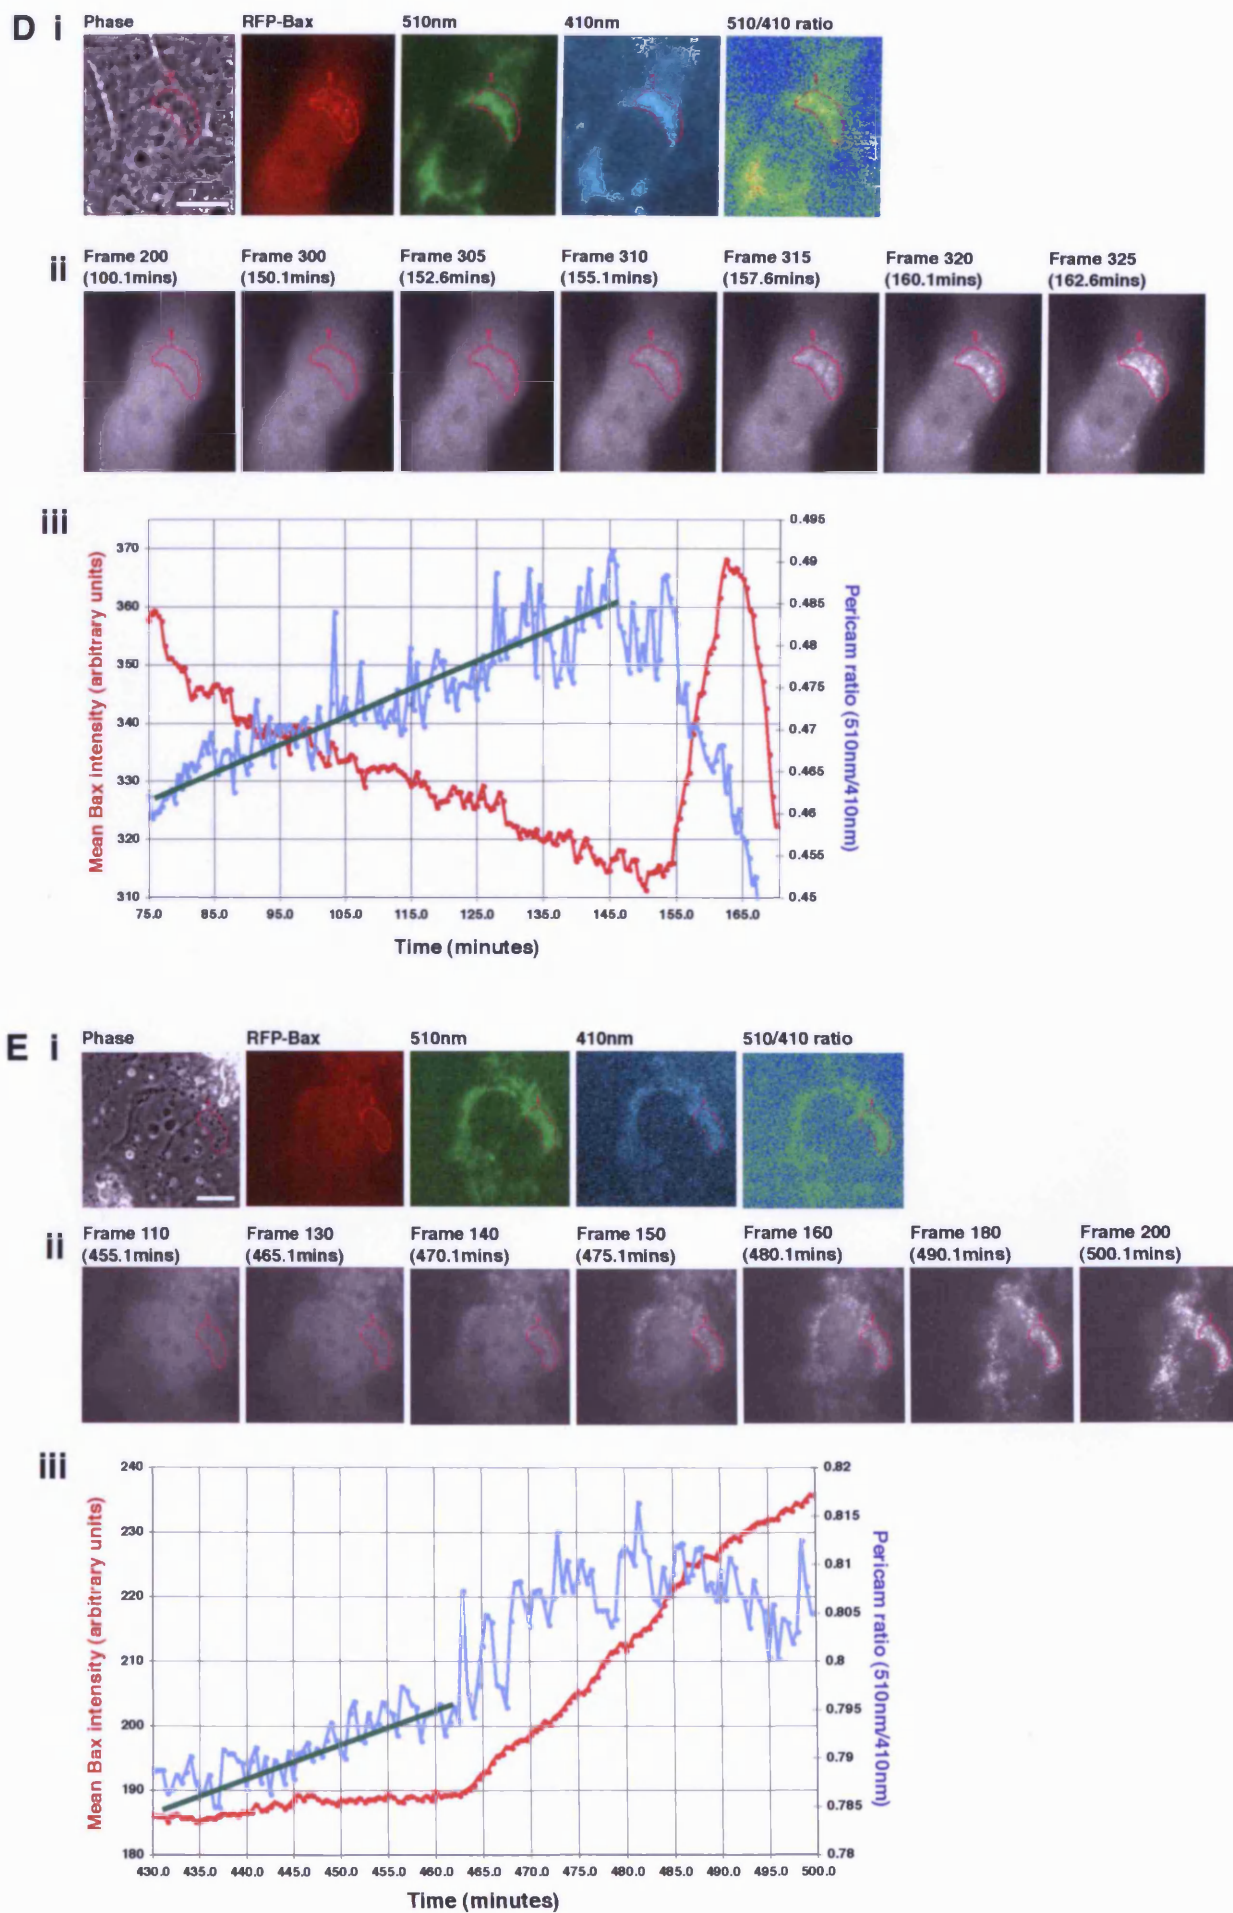 D i
Phase RFP-Bax 510nm 410nm 510/410 ratio
ii
Frame 200 Frame 300 Frame 305 Frame 310 Frame 315 Frame 320 Frame 325
(100.1mins) (150.1mins) (152.6mins) (155.1mins) (157.6mins) (160.1mins) (162.6mins)
iii
Mean Bax intensity (arbitrary units)
370
360
350
340
330
320
310
0.495
0.49
0.485
0.48
0.475
0.47
0.465
0.46
0.455
0.45
Pericam ratio (510nm/410nm)
75.0 85.0 95.0 105.0 115.0 125.0 135.0 145.0 155.0 165.0
Time (minutes)
E i
Phase RFP-Bax 510nm 410nm 510/410 ratio
ii
Frame 110 Frame 130 Frame 140 Frame 150 Frame 160 Frame 180 Frame 200
(455.1mins) (465.1mins) (470.1mins) (475.1mins) (480.1mins) (490.1mins) (500.1mins)
iii
Mean Bax intensity (arbitrary units)
240
230
220
210
200
190
180
0.82
0.815
0.81
0.805
0.8
0.795
0.79
0.785
0.78
Pericam ratio (510nm/410nm)
430.0 435.0 440.0 445.0 450.0 455.0 460.0 465.0 470.0 475.0 480.0 485.0 490.0 495.0 500.0
Time (minutes)